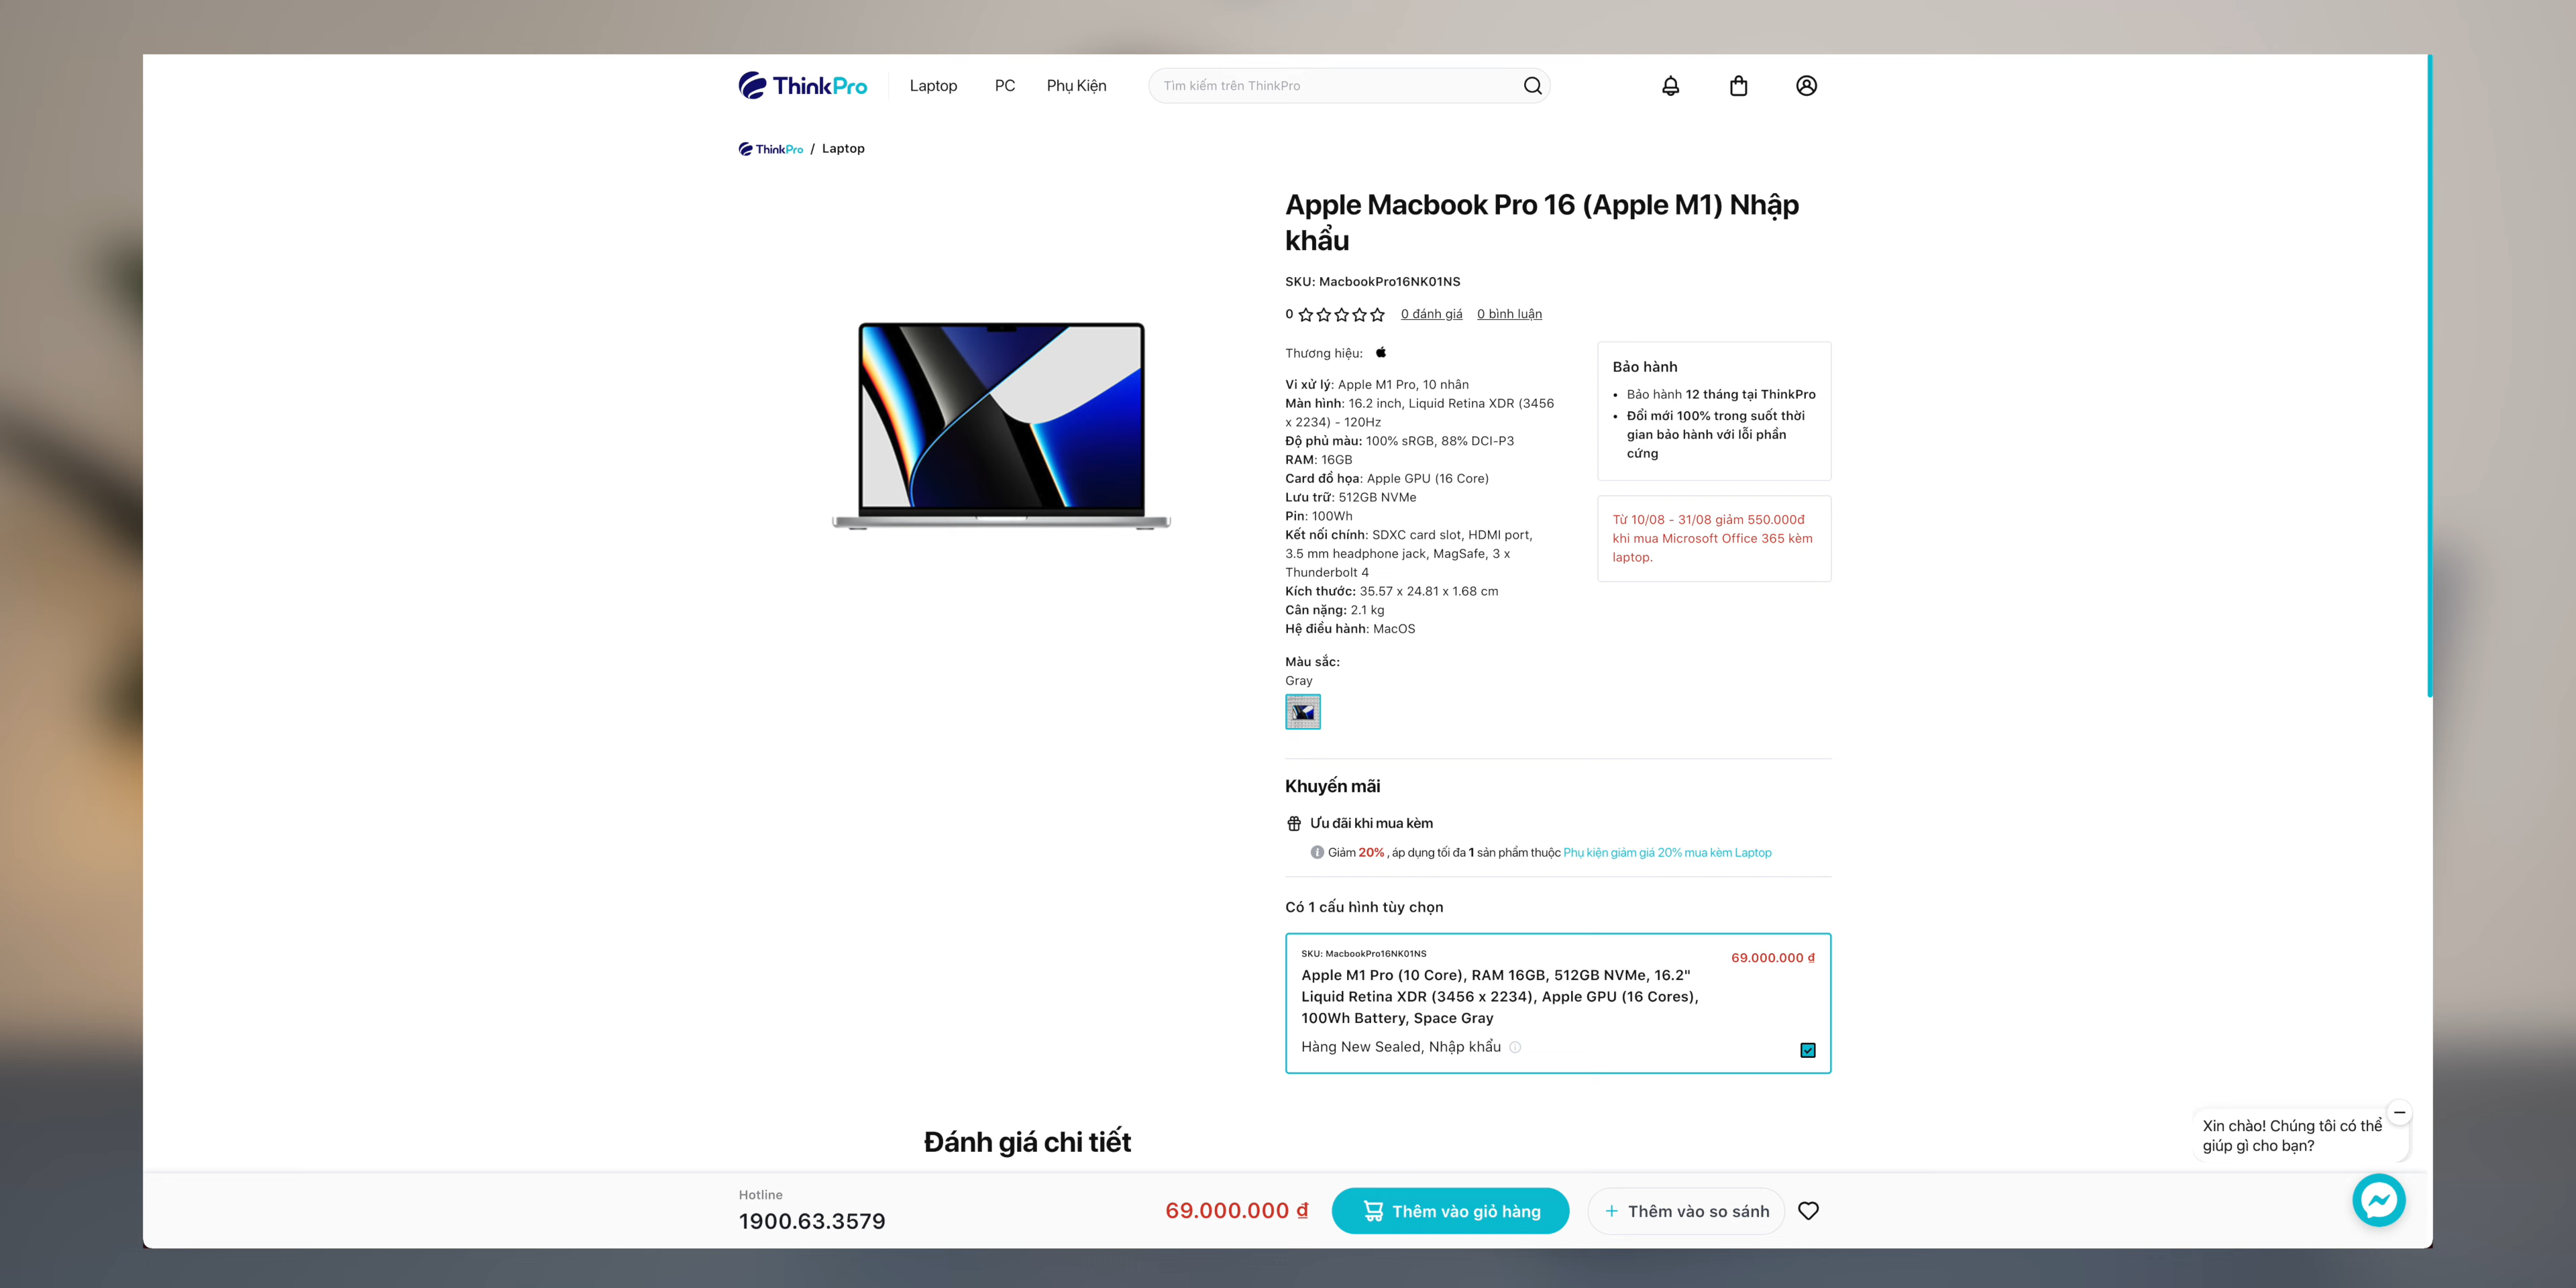 ThinkPro
Laptop
PC
Phụ Kiện
Tìm kiếm trên ThinkPro
ThinkPro / Laptop
Apple Macbook Pro 16 (Apple M1) Nhập
khẩu
SKU: MacbookPro16NK01NS
0
0 đánh giá
0 bình luận
Thương hiệu:
Vi xử lý: Apple M1 Pro, 10 nhân
Màn hình: 16.2 inch, Liquid Retina XDR (3456
x 2234) - 120Hz
Độ phủ màu: 100% sRGB, 88% DCI-P3
RAM: 16GB
Card đồ họa: Apple GPU (16 Core)
Lưu trữ: 512GB NVMe
Pin: 100Wh
Kết nối chính: SDXC card slot, HDMI port,
3.5 mm headphone jack, MagSafe, 3 x
Thunderbolt 4
Kích thước: 35.57 x 24.81 x 1.68 cm
Cân nặng: 2.1 kg
Hệ điều hành: MacOS
Bảo hành
• Bảo hành 12 tháng tại ThinkPro
• Đổi mới 100% trong suốt thời
gian bảo hành với lỗi phần
cứng
Từ 10/08 - 31/08 giảm 550.000đ
khi mua Microsoft Office 365 kèm
laptop.
Màu sắc:
Gray
Khuyến mãi
Ưu đãi khi mua kèm
Giảm 20% , áp dụng tối đa 1 sản phẩm thuộc Phụ kiện giảm giá 20% mua kèm Laptop
Có 1 cấu hình tùy chọn
SKU: MacbookPro16NK01NS
69.000.000 ₫
Apple M1 Pro (10 Core), RAM 16GB, 512GB NVMe, 16.2"
Liquid Retina XDR (3456 x 2234), Apple GPU (16 Cores),
100Wh Battery, Space Gray
Hàng New Sealed, Nhập khẩu
Đánh giá chi tiết
Xin chào! Chúng tôi có thể
giúp gì cho bạn?
Hotline
1900.63.3579
69.000.000 ₫
Thêm vào giỏ hàng
+ Thêm vào so sánh